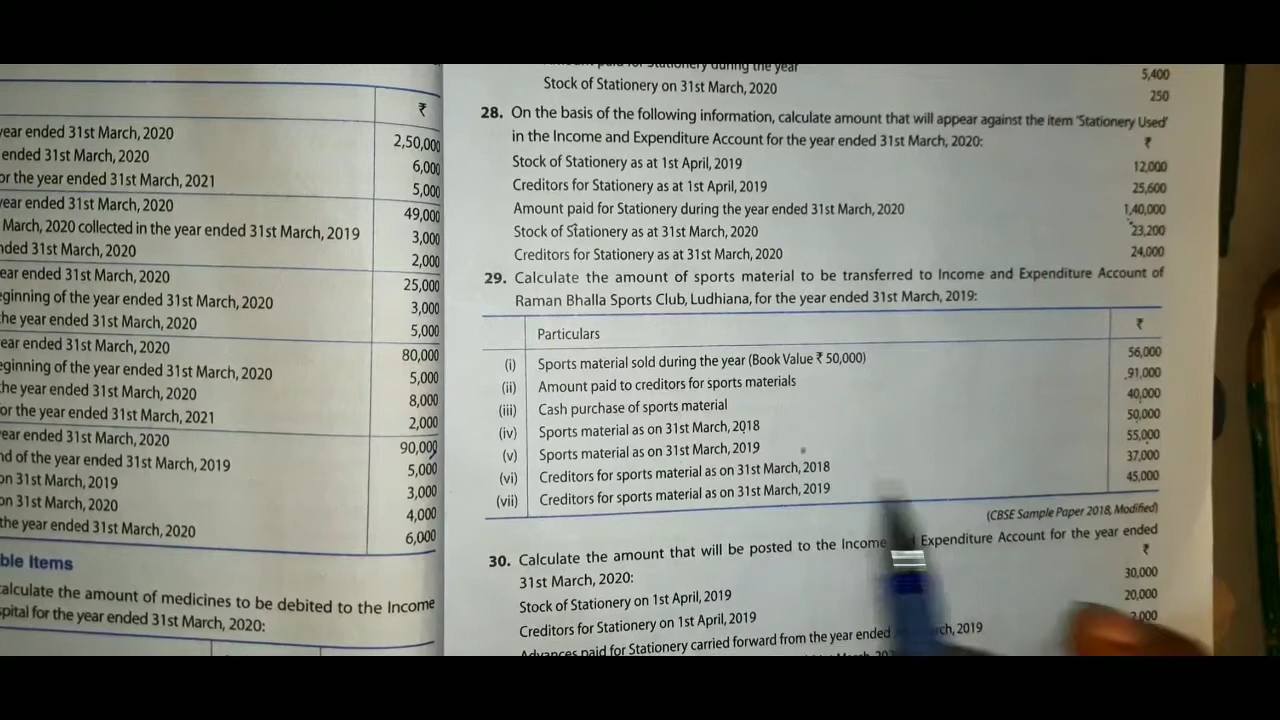 ₹
year ended 31st March, 2020 2,50,000
ended 31st March, 2020 6,000
or the year ended 31st March, 2021 5,000
year ended 31st March, 2020 49,000
March, 2020 collected in the year ended 31st March, 2019 3,000
nded 31st March, 2020 2,000
ear ended 31st March, 2020 25,000
eginning of the year ended 31st March, 2020 3,000
he year ended 31st March, 2020 5,000
ear ended 31st March, 2020 80,000
eginning of the year ended 31st March, 2020 5,000
he year ended 31st March, 2020 8,000
or the year ended 31st March, 2021 2,000
ear ended 31st March, 2020 90,000
nd of the year ended 31st March, 2019 5,000
on 31st March, 2019 3,000
on 31st March, 2020 4,000
the year ended 31st March, 2020 6,000
ble Items
alculate the amount of medicines to be debited to the Income
spital for the year ended 31st March, 2020:
paid for Stationery during the year 5,400
Stock of Stationery on 31st March, 2020 250
28. On the basis of the following information, calculate amount that will appear against the item 'Stationery Used'
in the Income and Expenditure Account for the year ended 31st March, 2020: ₹
Stock of Stationery as at 1st April, 2019 12,000
Creditors for Stationery as at 1st April, 2019 25,600
Amount paid for Stationery during the year ended 31st March, 2020 1,40,000
Stock of Stationery as at 31st March, 2020 23,200
Creditors for Stationery as at 31st March, 2020 24,000
29. Calculate the amount of sports material to be transferred to Income and Expenditure Account of
Raman Bhalla Sports Club, Ludhiana, for the year ended 31st March, 2019:
Particulars ₹
(i) Sports material sold during the year (Book Value ₹ 50,000) 56,000
(ii) Amount paid to creditors for sports materials 91,000
(iii) Cash purchase of sports material 40,000
(iv) Sports material as on 31st March, 2018 50,000
(v) Sports material as on 31st March, 2019 55,000
(vi) Creditors for sports material as on 31st March, 2018 37,000
(vii) Creditors for sports material as on 31st March, 2019 45,000
(CBSE Sample Paper 2018, Modified)
30. Calculate the amount that will be posted to the Income Expenditure Account for the year ended
31st March, 2020: ₹
Stock of Stationery on 1st April, 2019 30,000
Creditors for Stationery on 1st April, 2019 20,000
Advances paid for Stationery carried forward from the year ended rch, 2019 2,000